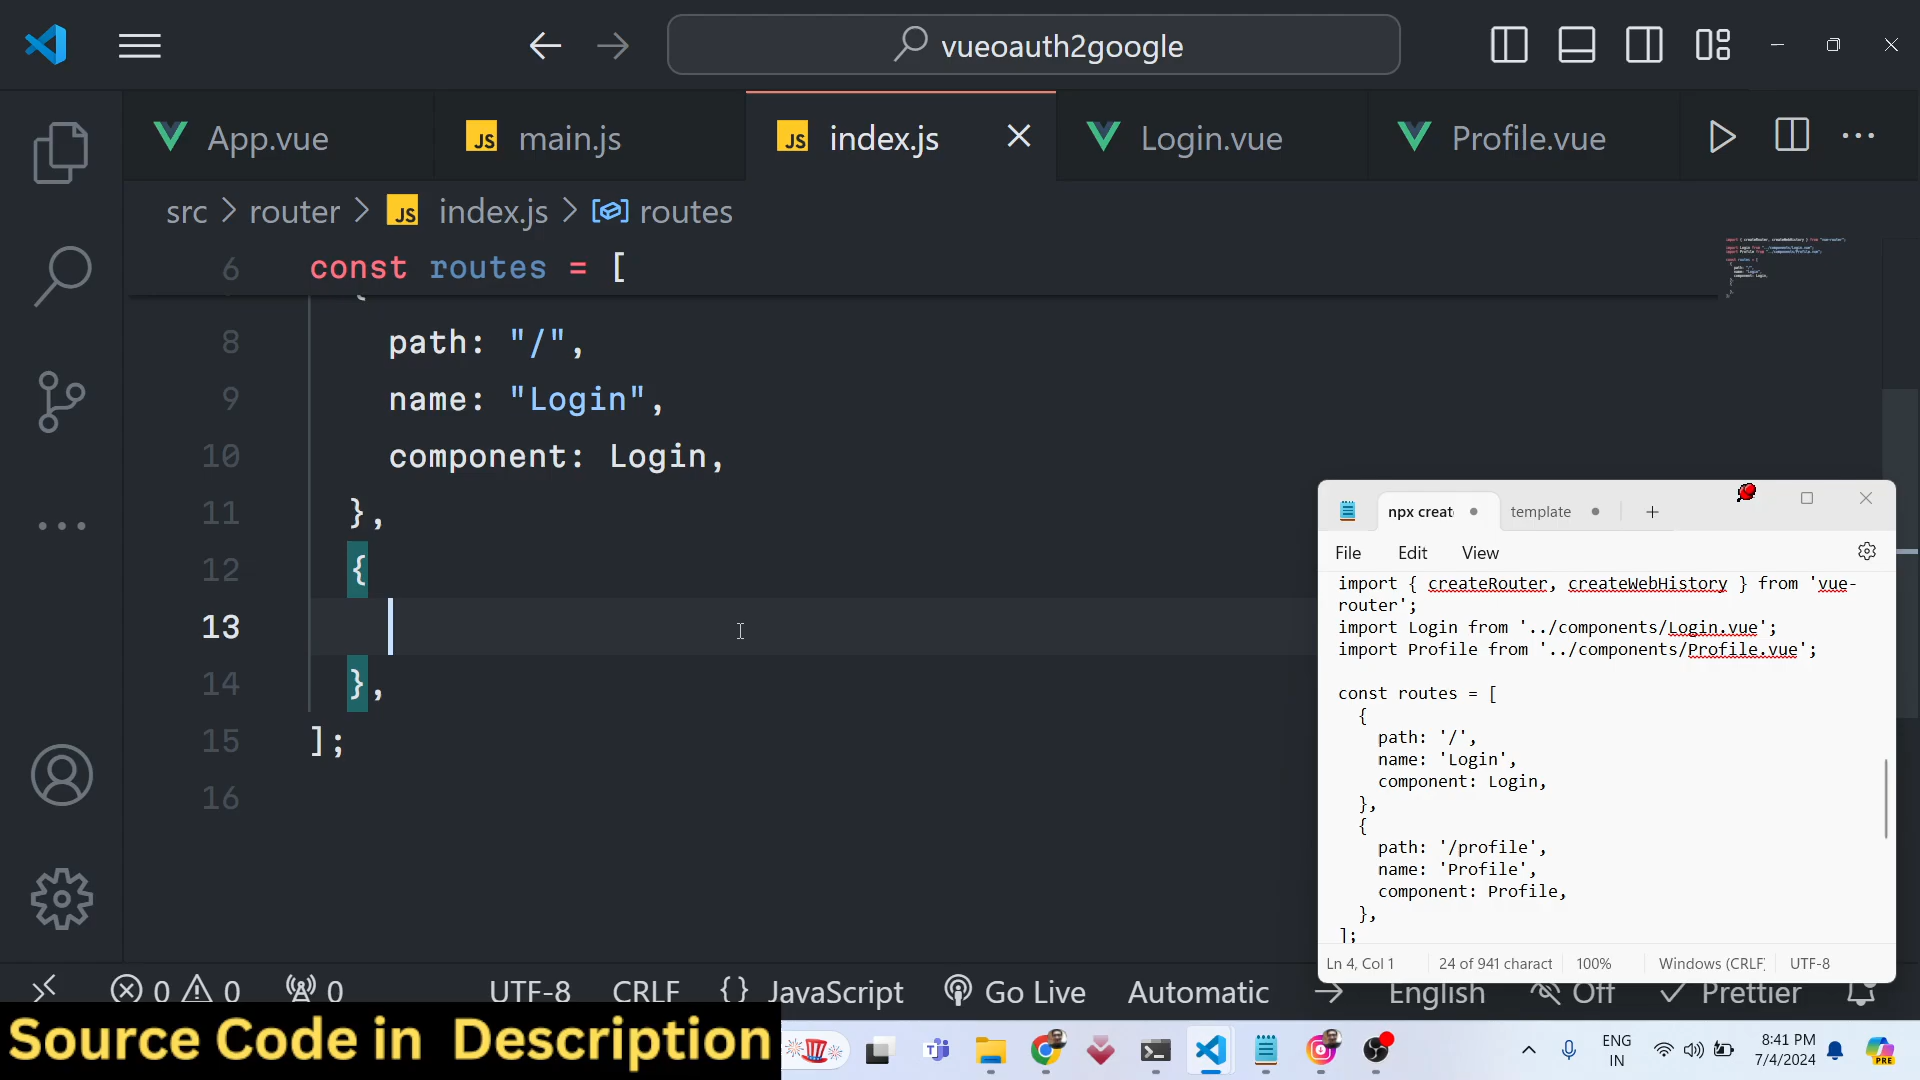 vueoauth2google
App.vue
JS main.js
JS index.js
Login.vue
Profile.vue
src > router > JS index.js > routes
6 const routes = [
8 path: "/",
9 name: "Login",
10 component: Login,
11 },
12 {
13
14 },
15 ];
16
npx creat
template
File Edit View
import { createRouter, createWebHistory } from 'vue-
router';
import Login from '../components/Login.vue';
import Profile from '../components/Profile.vue';
const routes = [
{
path: '/',
name: 'Login',
component: Login,
},
{
path: '/profile',
name: 'Profile',
component: Profile,
},
];
Ln 4, Col 1 24 of 941 charact 100% Windows (CRLF) UTF-8
0 0 0 UTF-8 CRLF {} JavaScript Go Live Automatic English Off Prettier
Source Code in Description
ENG
IN
8:41 PM
7/4/2024
PRE